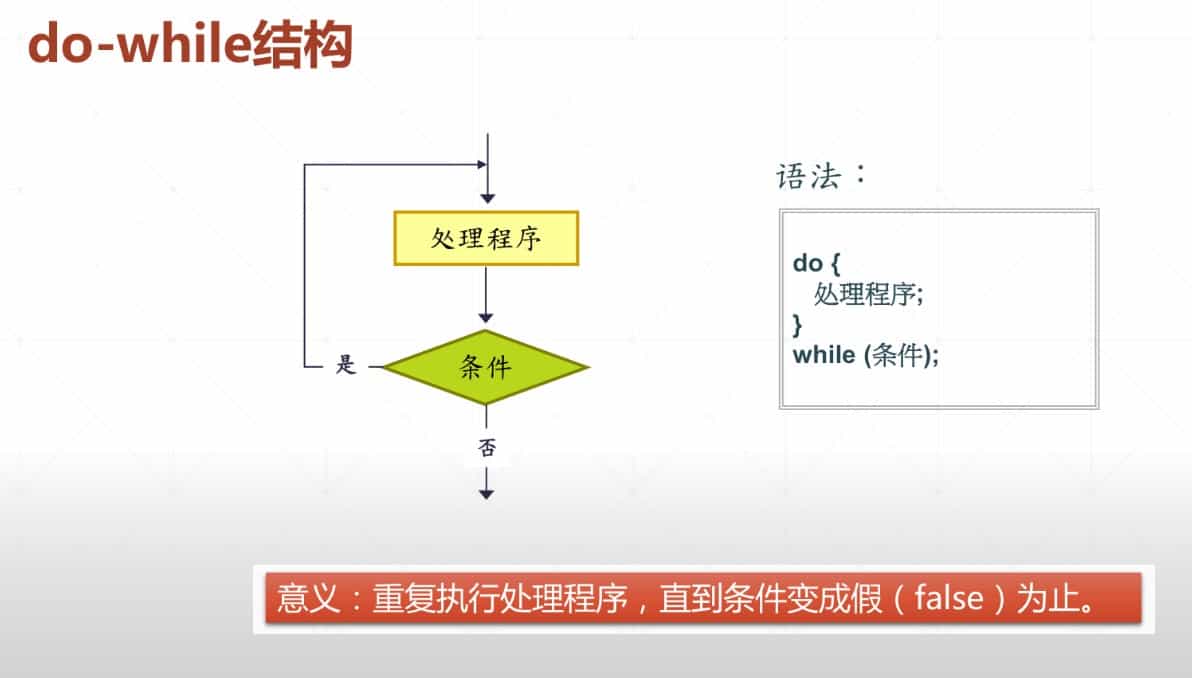 do-while结构
处理程序
条件
是
否
语法：
do {
处理程序;
}
while (条件);
意义：重复执行处理程序，直到条件变成假（false）为止。